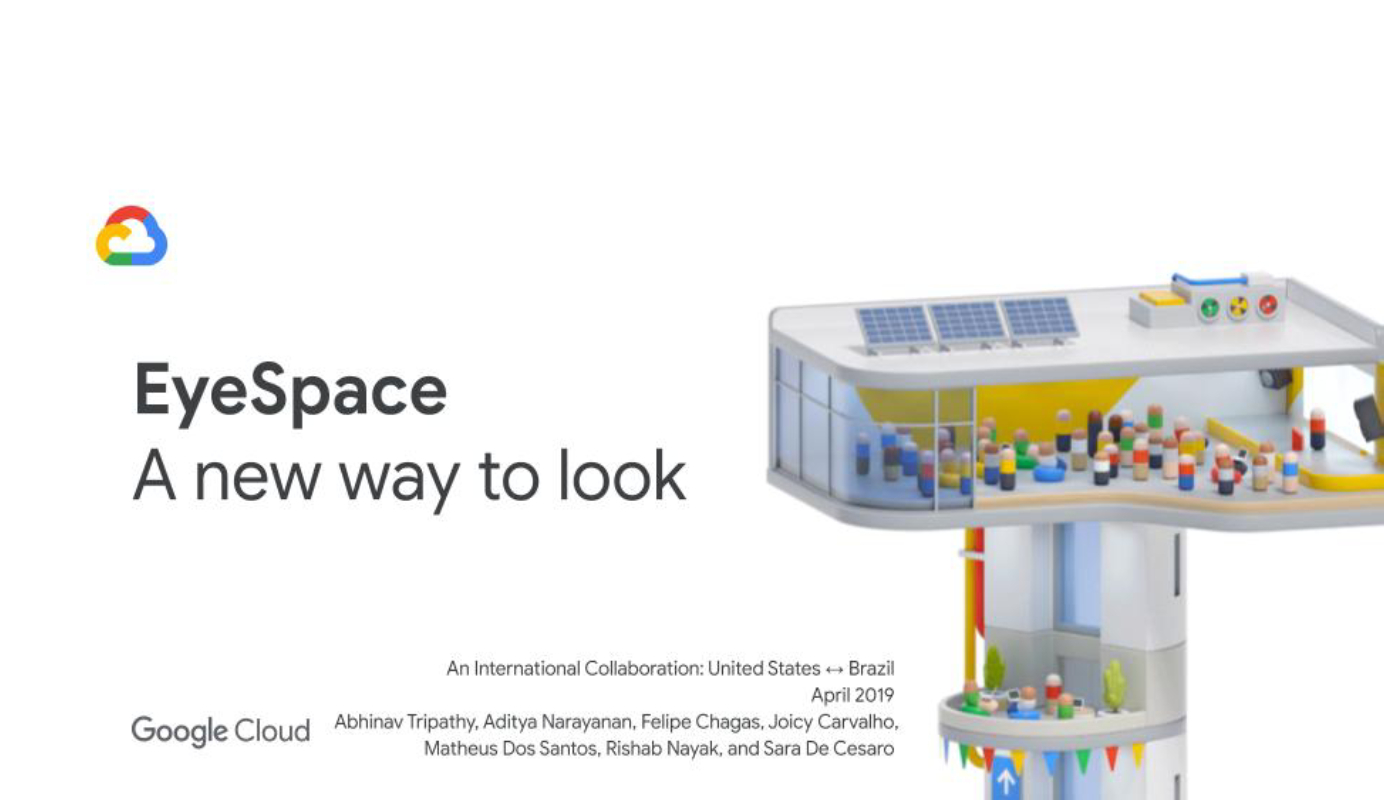 EyeSpace
A new way to look
An International Collaboration: United States ↔ Brazil
April 2019
Abhinav Tripathy, Aditya Narayanan, Felipe Chagas, Joicy Carvalho,
Matheus Dos Santos, Rishab Nayak, and Sara De Cesaro
Google Cloud